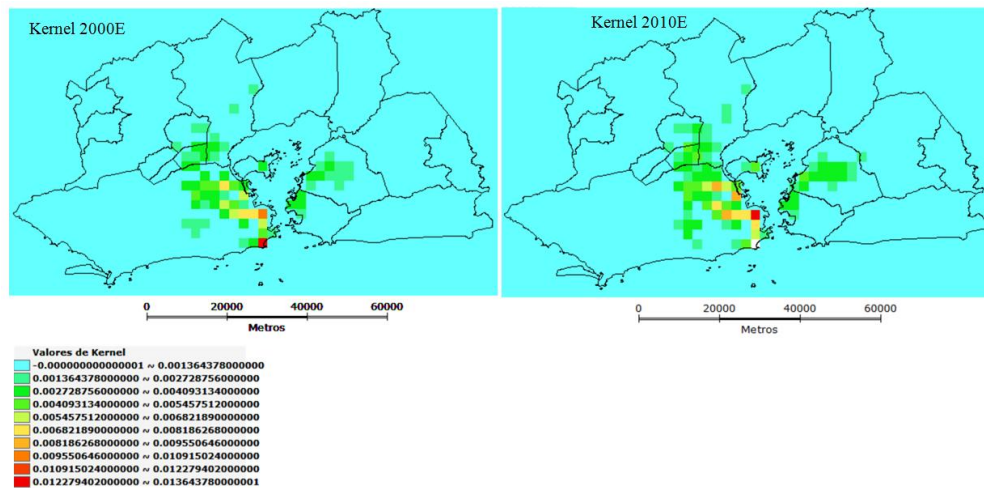 Kernel 2000E
Kernel 2010E
0 20000 40000 60000
Metros
0 20000 40000 60000
Metros
Valores de Kernel
-0.000000000000001 ~ 0.001364378000000
0.001364378000000 ~ 0.002728756000000
0.002728756000000 ~ 0.004093134000000
0.004093134000000 ~ 0.005457512000000
0.005457512000000 ~ 0.006821890000000
0.006821890000000 ~ 0.008186268000000
0.008186268000000 ~ 0.009550646000000
0.009550646000000 ~ 0.010915024000000
0.010915024000000 ~ 0.012279402000000
0.012279402000000 ~ 0.013643780000001